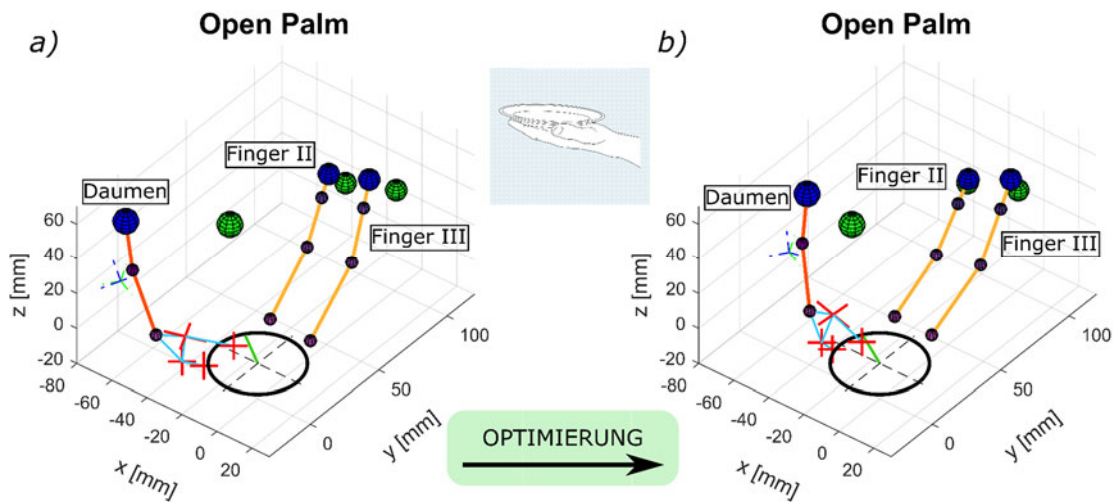 a)
Open Palm
Finger II
Daumen
Finger III
60
40
20
0
-20
z [mm]
-80
-60
-40
-20
0
20
x [mm]
0
50
100
y [mm]
OPTIMIERUNG
b)
Open Palm
Finger II
Daumen
Finger III
60
40
20
0
-20
z [mm]
-80
-60
-40
-20
0
20
x [mm]
0
50
100
y [mm]